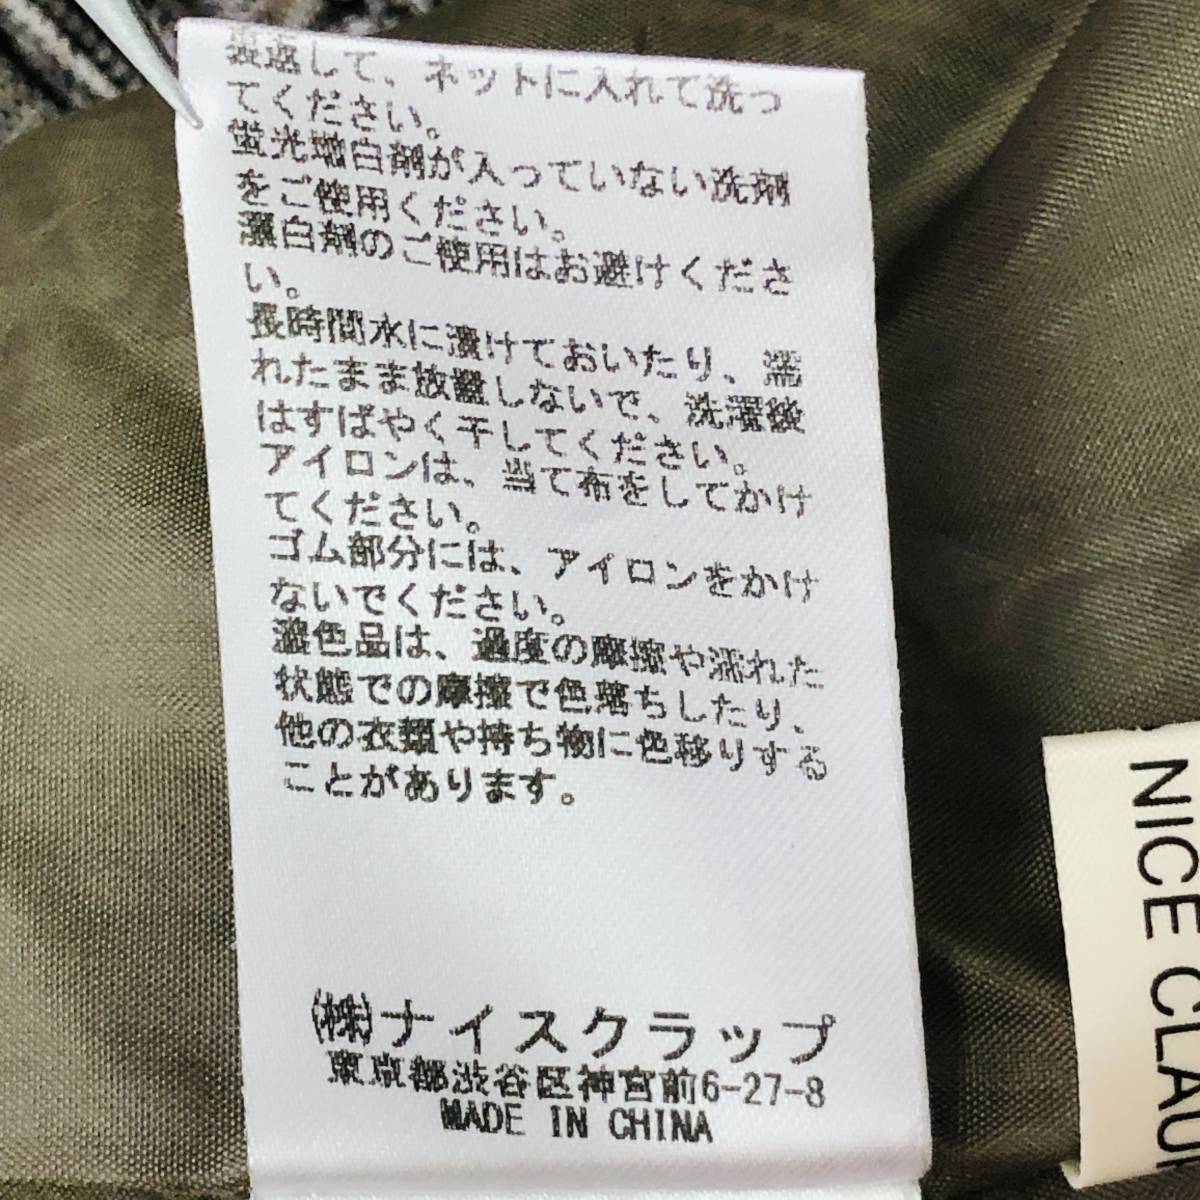 裏返して、ネットに入れて洗っ
てください。
蛍光増白剤が入っていない洗剤
をご使用ください。
漂白剤のご使用はお避けくださ
い。
長時間水に漬けておいたり、濡
れたまま放置しないで、洗濯後
はすばやく干してください。
アイロンは、当て布をしてかけ
てください。
ゴム部分には、アイロンをかけ
ないでください。
濃色品は、過度の摩擦や濡れた
状態での摩擦で色落ちしたり、
他の衣類や持ち物に色移りする
ことがあります。
(株)ナイスクラップ
東京都渋谷区神宮前6-27-8
MADE IN CHINA
NICE CLAU